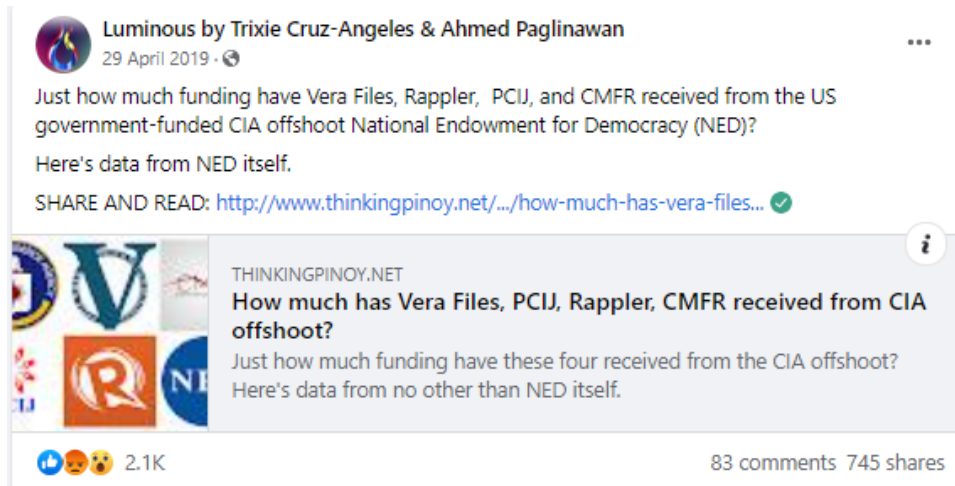 Luminous by Trixie Cruz-Angeles & Ahmed Paglinawan
29 April 2019 ·
Just how much funding have Vera Files, Rappler,  PCIJ, and CMFR received from the US
government-funded CIA offshoot National Endowment for Democracy (NED)?
Here's data from NED itself.
SHARE AND READ: http://www.thinkingpinoy.net/.../how-much-has-vera-files...
THINKINGPINOY.NET
How much has Vera Files, PCIJ, Rappler, CMFR received from CIA
offshoot?
Just how much funding have these four received from the CIA offshoot?
Here's data from no other than NED itself.
V
R
2.1K
83 comments 745 shares